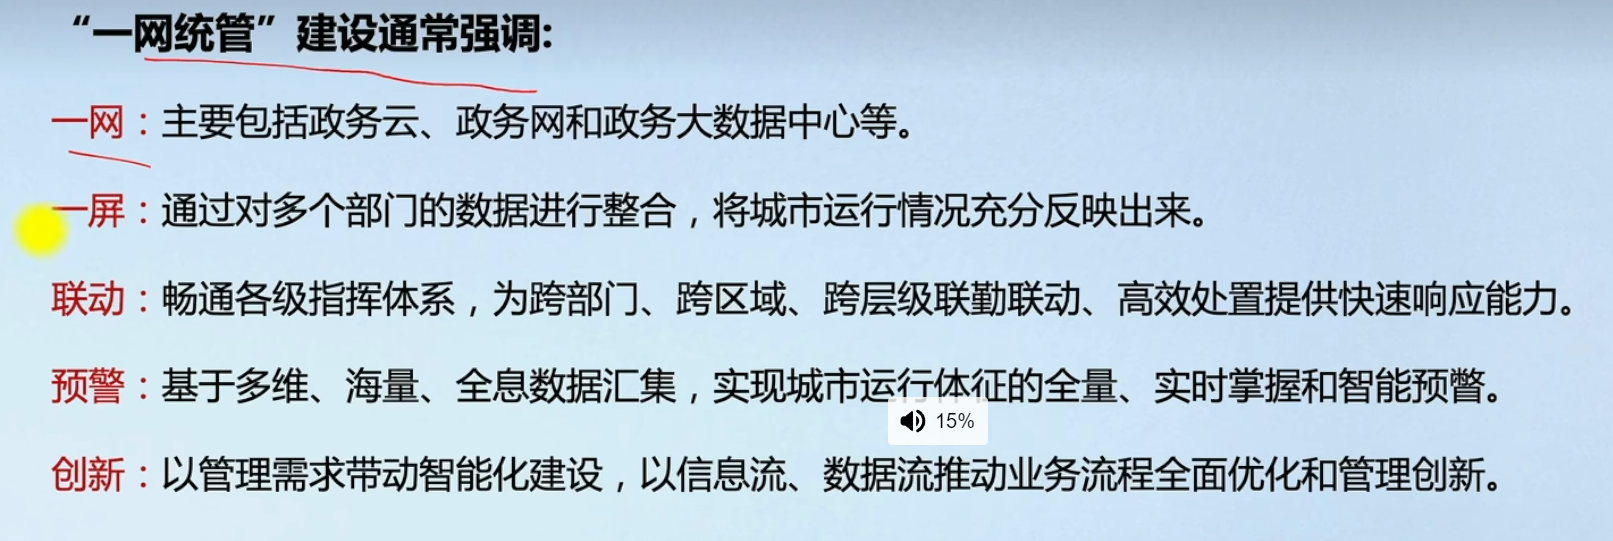 “一网统管”建设通常强调:
一网：主要包括政务云、政务网和政务大数据中心等。
一屏：通过对多个部门的数据进行整合，将城市运行情况充分反映出来。
联动：畅通各级指挥体系，为跨部门、跨区域、跨层级联勤联动、高效处置提供快速响应能力。
预警：基于多维、海量、全息数据汇集，实现城市运行体征的全量、实时掌握和智能预警。
15%
创新：以管理需求带动智能化建设，以信息流、数据流推动业务流程全面优化和管理创新。